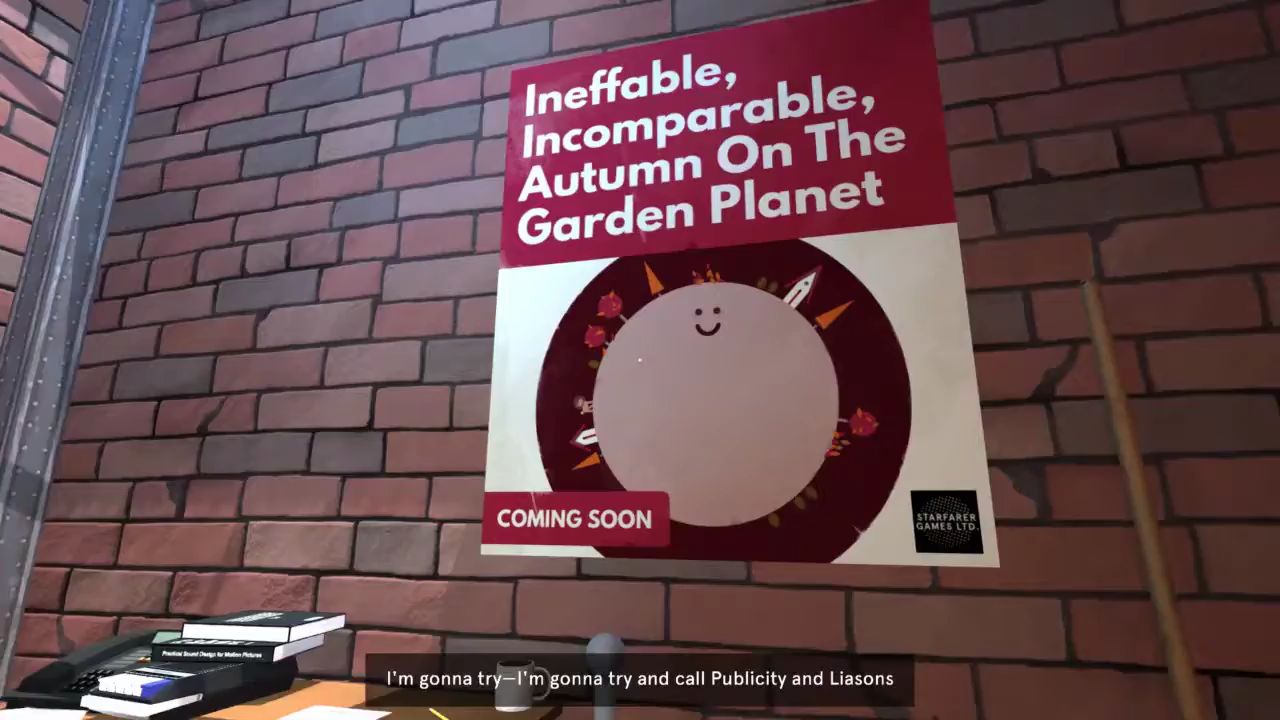 Ineffable,
Incomparable,
Autumn On The
Garden Planet
COMING SOON
STARFARER
GAMES LTD.
Practical Sound Design for Motion Pictures
I'm gonna try—I'm gonna try and call Publicity and Liasons